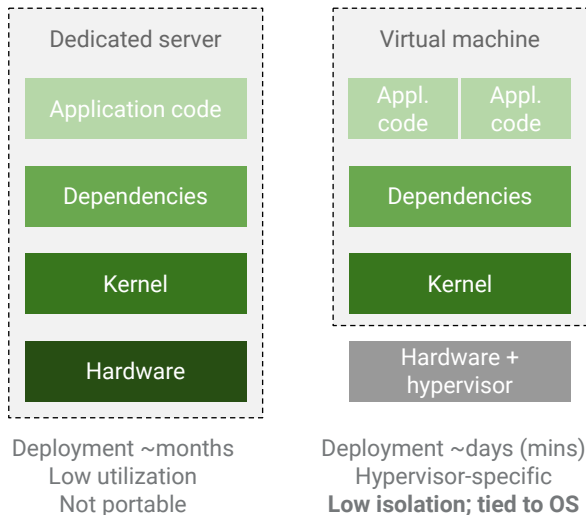 Dedicated server
Application code
Dependencies
Kernel
Hardware
Deployment ~months
Low utilization
Not portable
Virtual machine
Appl.
code
Appl.
code
Dependencies
Kernel
Hardware +
hypervisor
Deployment ~days (mins)
Hypervisor-specific
Low isolation; tied to OS